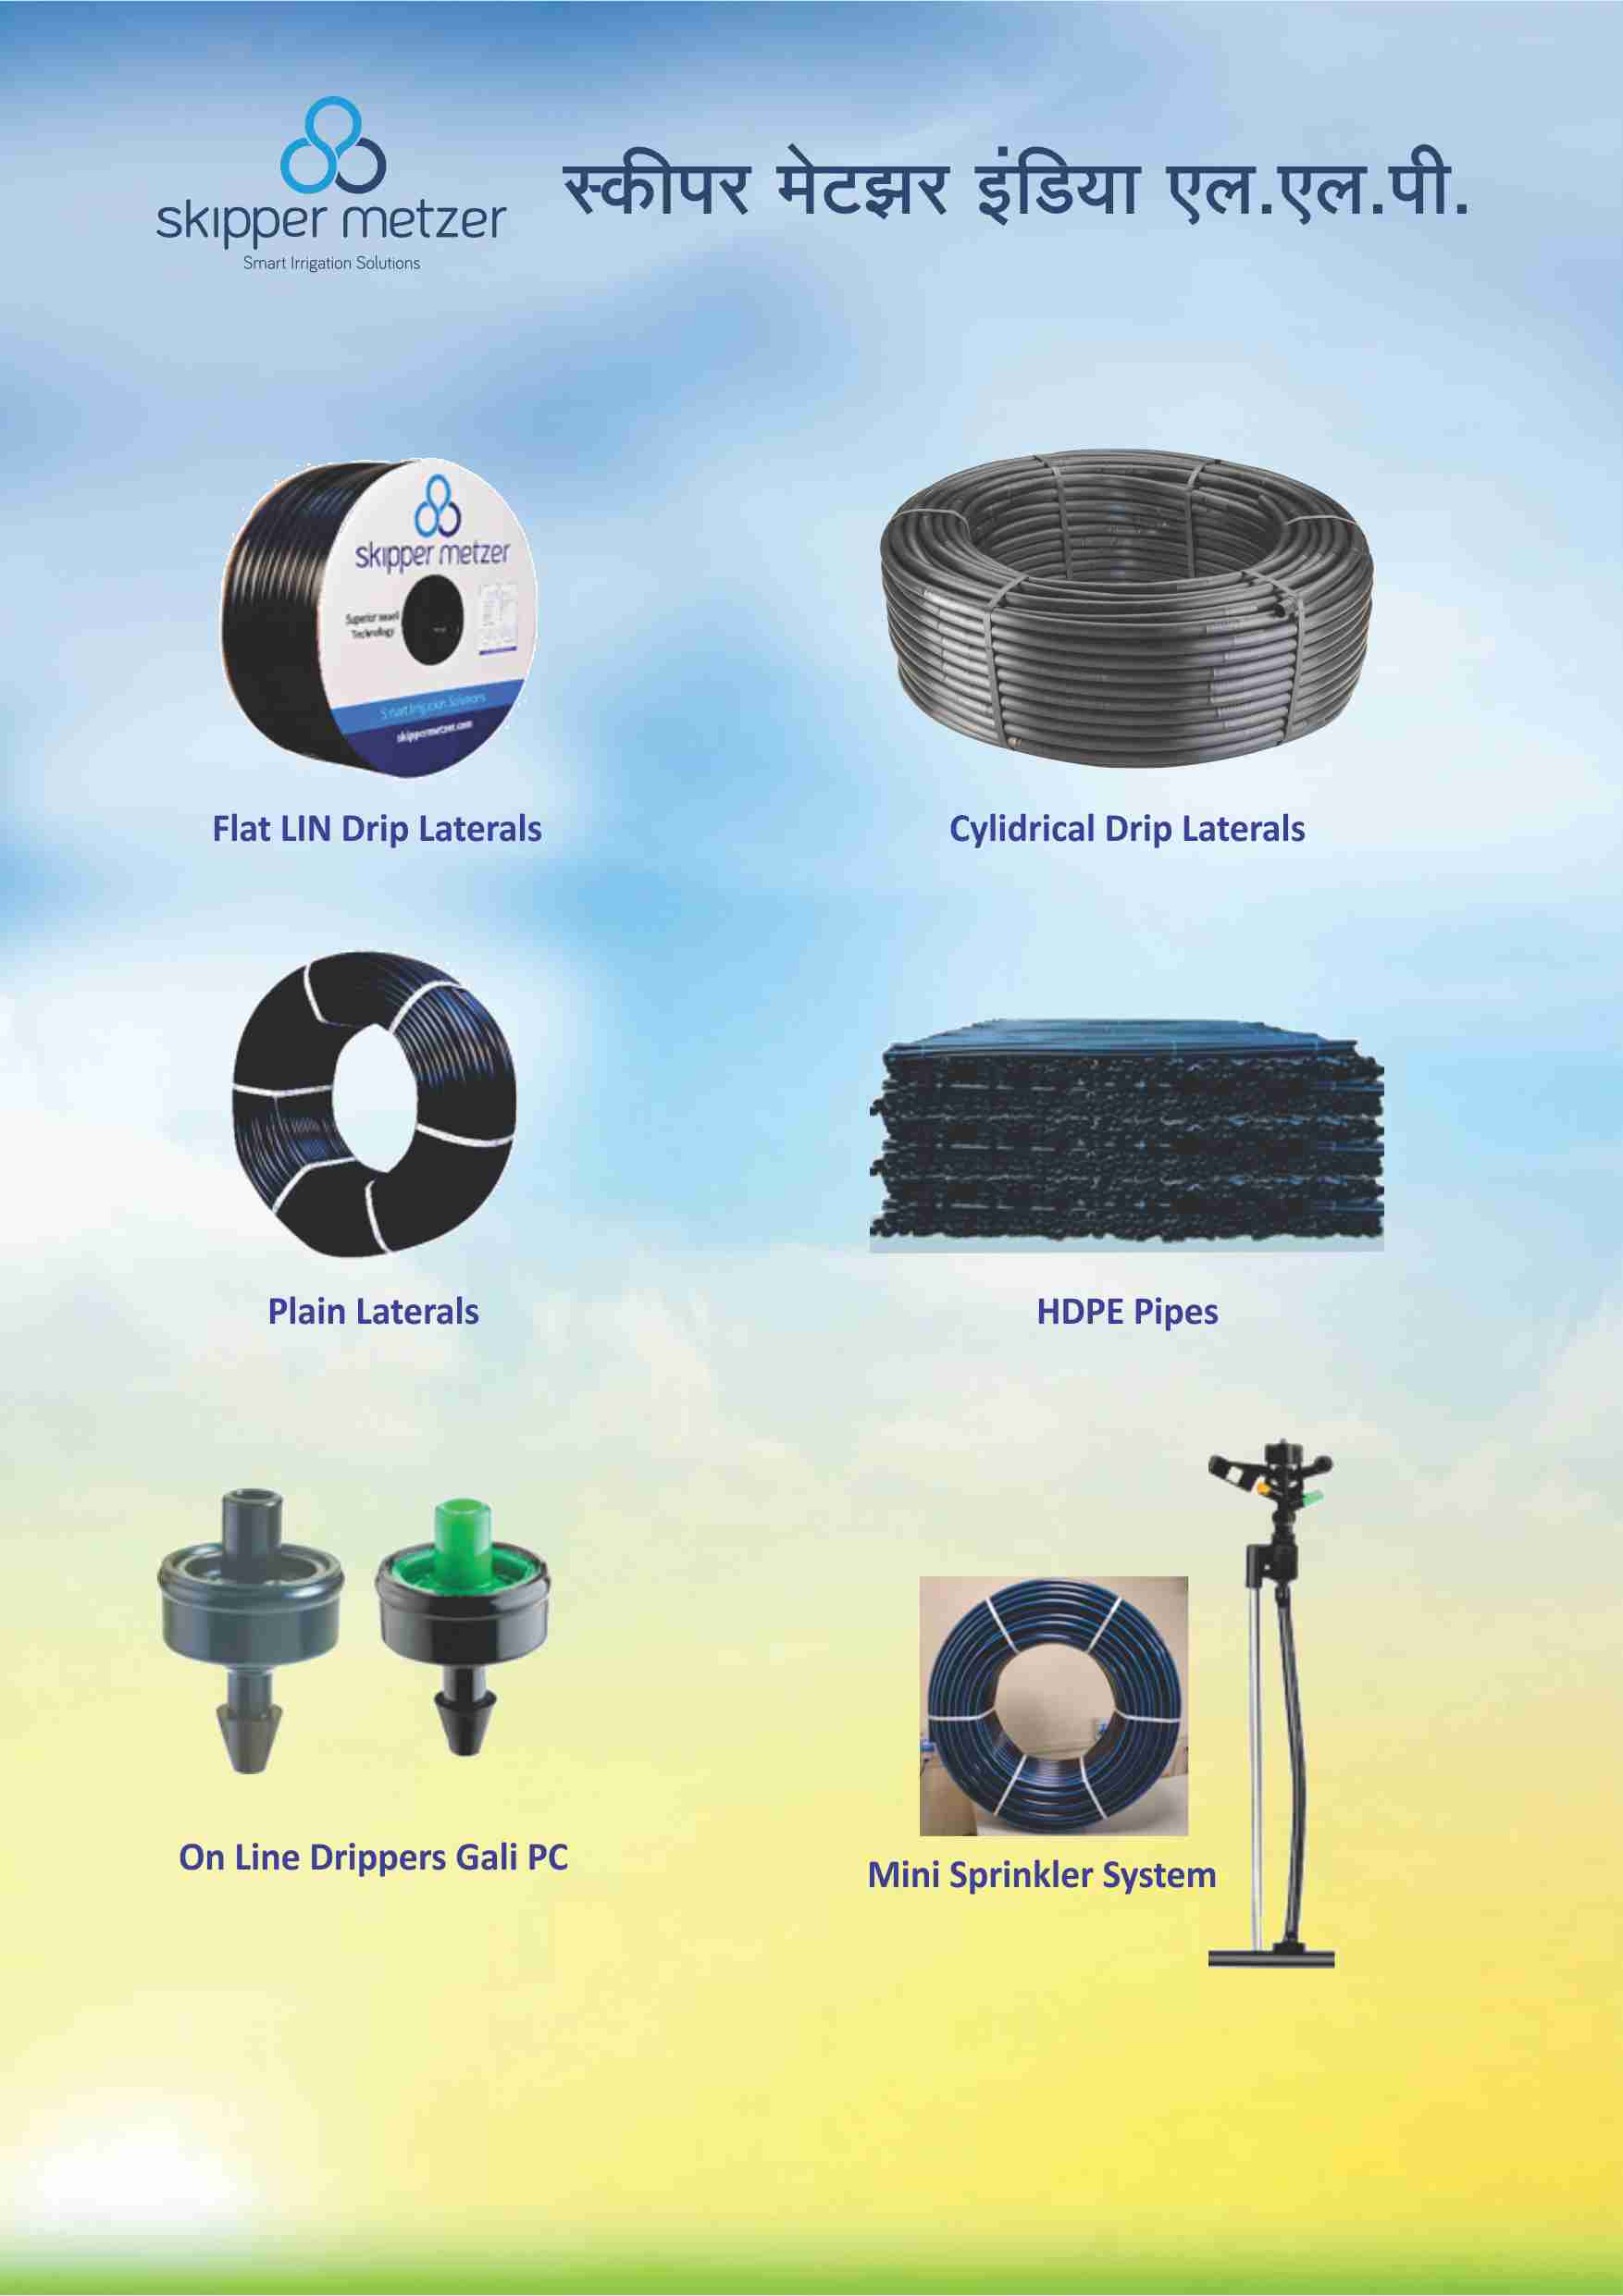 skipper metzer
Smart Irrigation Solutions
स्कीपर मेटझर इंडिया एल.एल.पी.
skipper metzer
Superior
Technology
Smart Irrigation Solutions
skippermetzer.com
Flat LIN Drip Laterals
Cylidrical Drip Laterals
Plain Laterals
HDPE Pipes
On Line Drippers Gali PC
Mini Sprinkler System